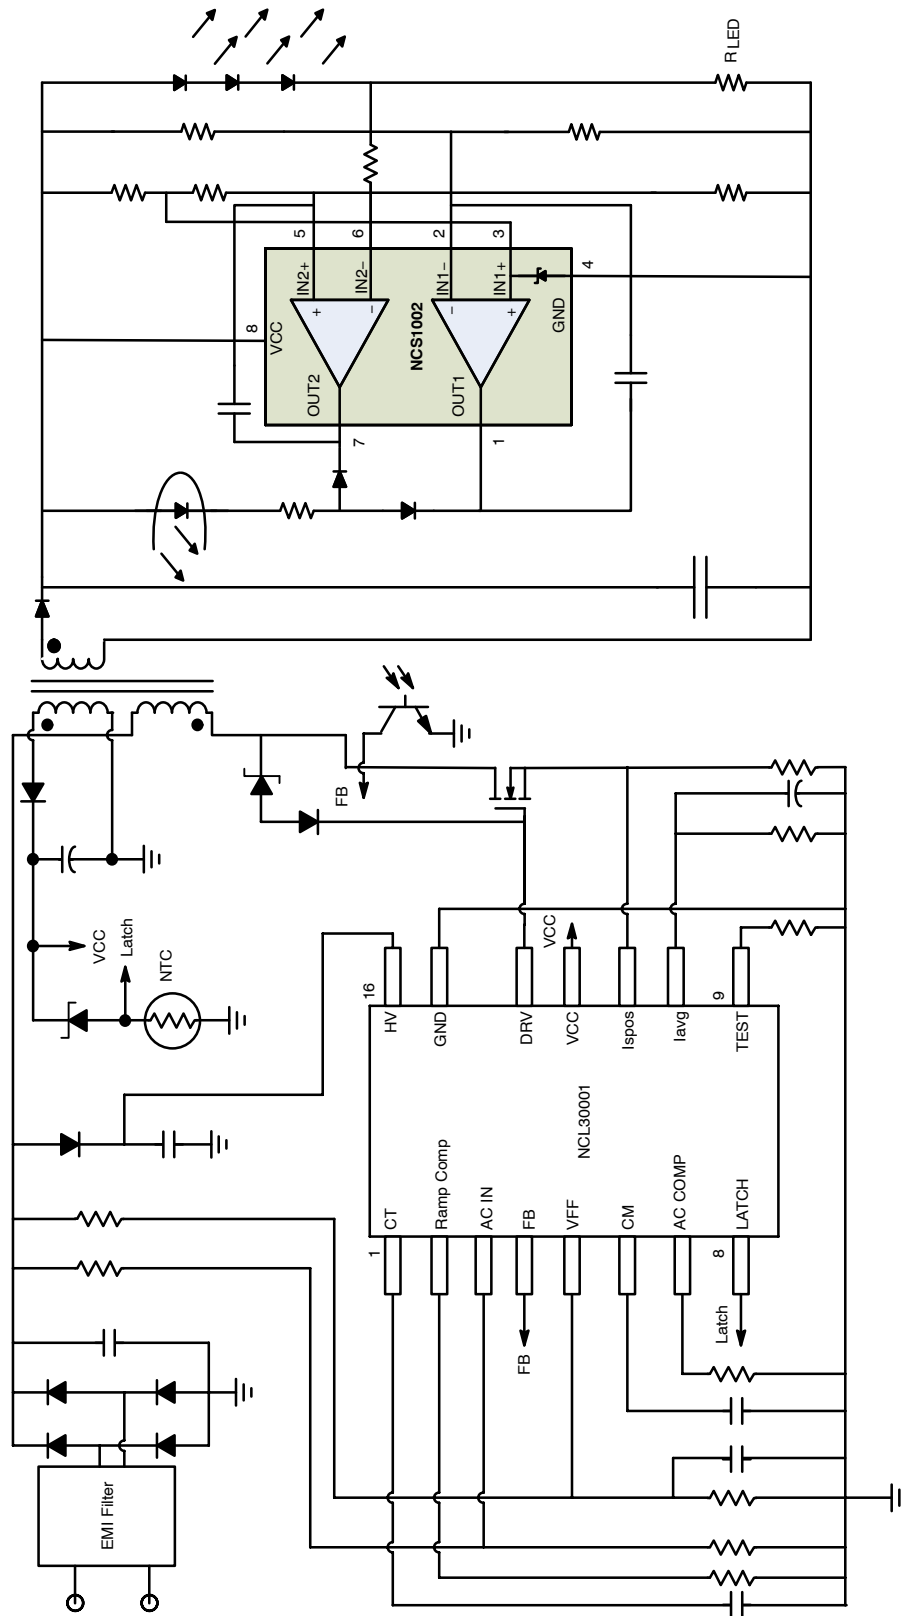 R LED
5
6
2
3
4
IN2+
IN2−
IN1−
IN1+
+
−
−
+
GND
8
VCC
NCS1002
OUT2
OUT1
7
1
FB
VCC
Latch
NTC
VCC
16
9
HV
GND
DRV
VCC
Ispos
Iavg
TEST
NCL30001
CT
Ramp Comp
AC IN
FB
VFF
CM
AC COMP
LATCH
1
8
FB
Latch
EMI Filter